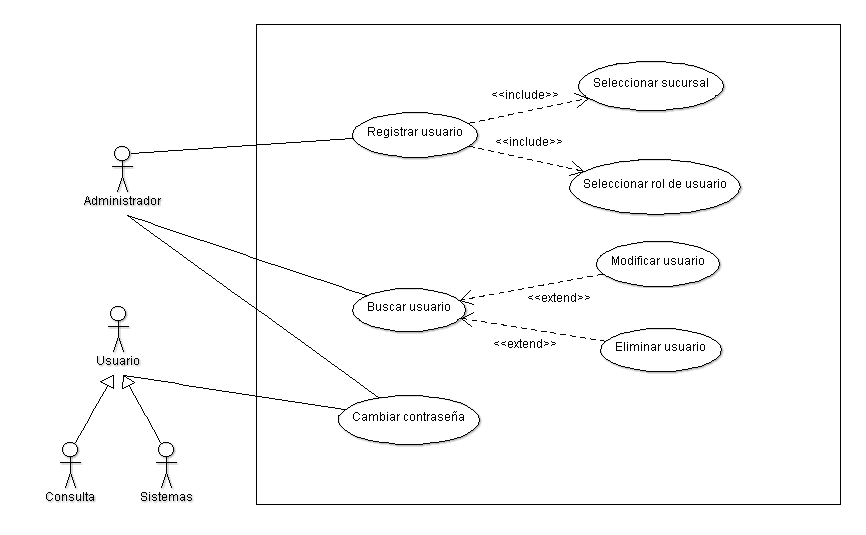 Seleccionar sucursal
<<include>>
Registrar usuario
<<include>>
Seleccionar rol de usuario
Administrador
Modificar usuario
<<extend>>
Buscar usuario
<<extend>>
Eliminar usuario
Usuario
Cambiar contraseña
Consulta
Sistemas